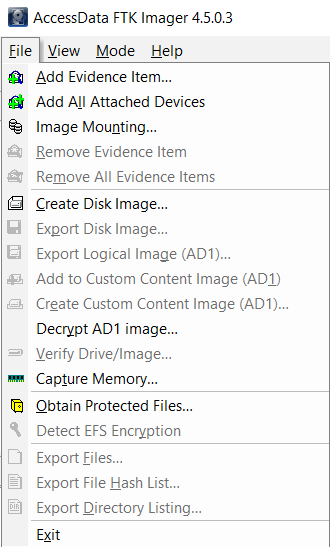 AccessData FTK Imager 4.5.0.3
File View Mode Help
Add Evidence Item...
Add All Attached Devices
Image Mounting...
Remove Evidence Item
Remove All Evidence Items
Create Disk Image...
Export Disk Image...
Export Logical Image (AD1)...
Add to Custom Content Image (AD1)
Create Custom Content Image (AD1)...
Decrypt AD1 image...
Verify Drive/Image...
Capture Memory...
Obtain Protected Files...
Detect EFS Encryption
Export Files...
Export File Hash List...
Export Directory Listing...
Exit